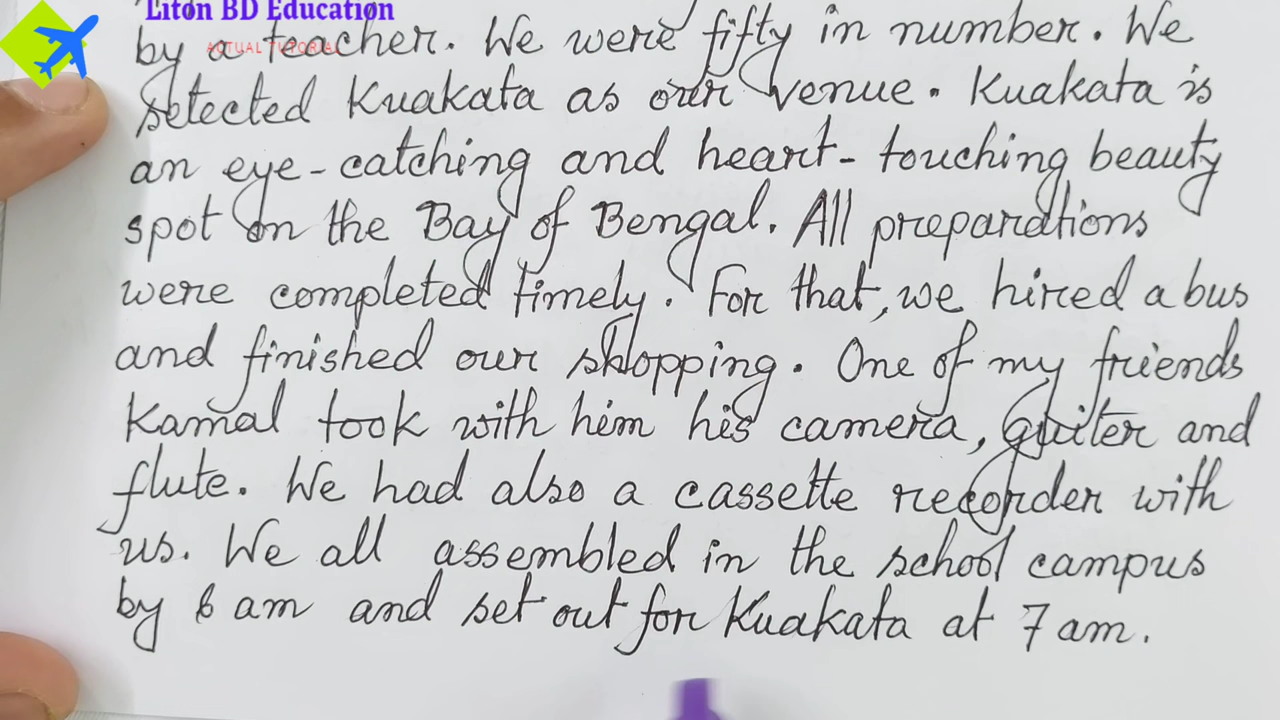 Liton BD Education
ACTUAL TUTORIAL
by a teacher. We were fifty in number. We
setected Kuakata as our venue. Kuakata is
an eye-catching and heart-touching beauty
spot on the Bay of Bengal. All preparations
were completed timely. For that, we hired a bus
and finished our shopping. One of my friends
Kamal took with him his camera, guiter and
flute. We had also a cassette recorder with
us. We all assembled in the school campus
by 6 am and set out for Kuakata at 7 am.